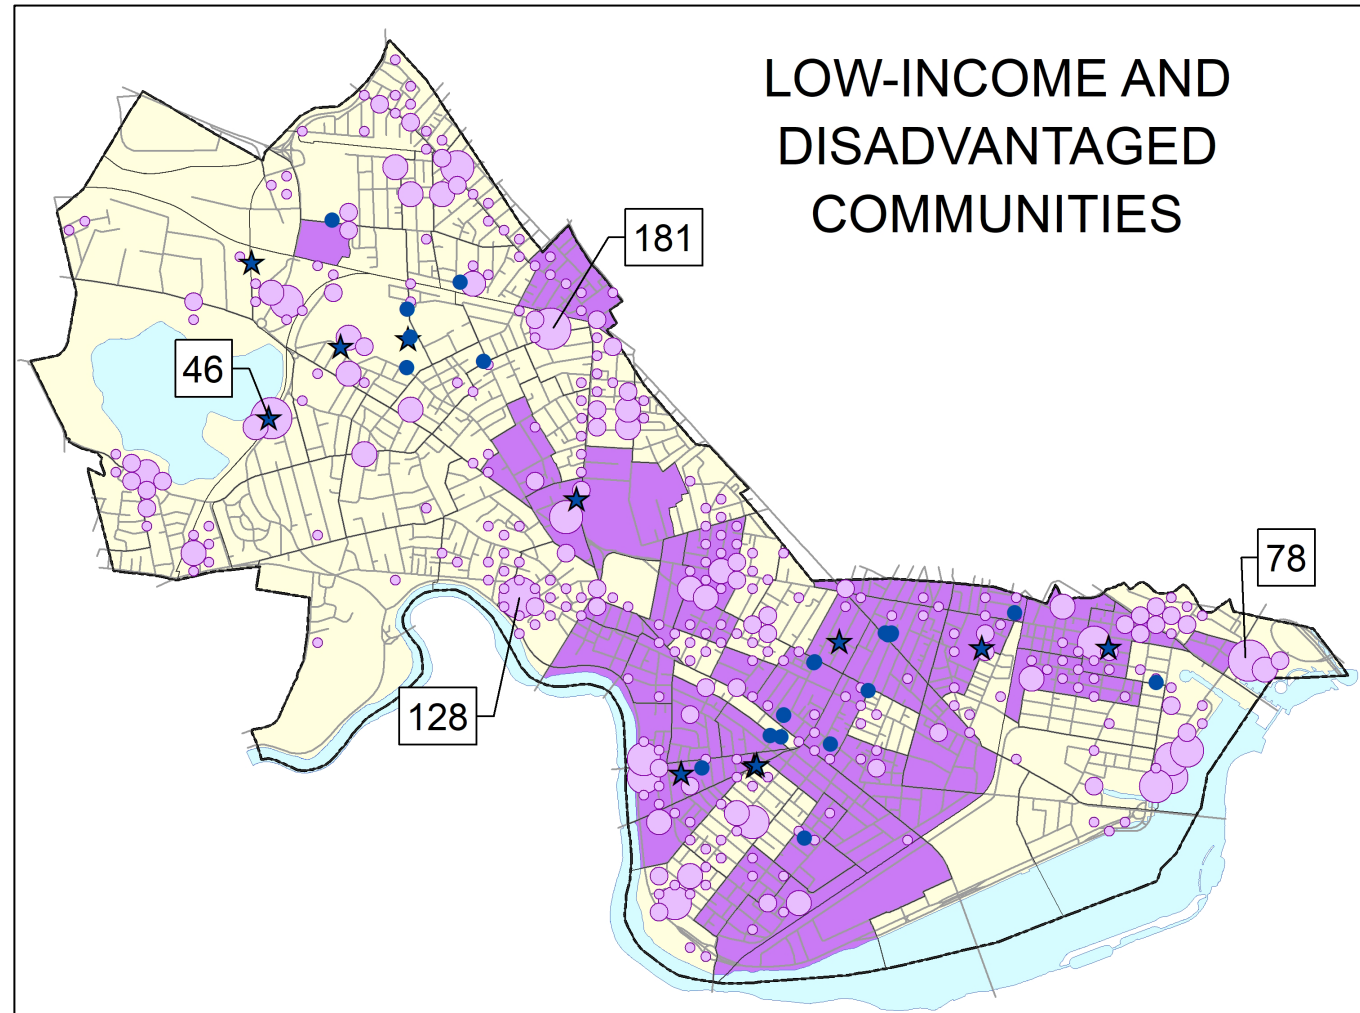 LOW-INCOME AND
DISADVANTAGED
COMMUNITIES
181
46
78
128